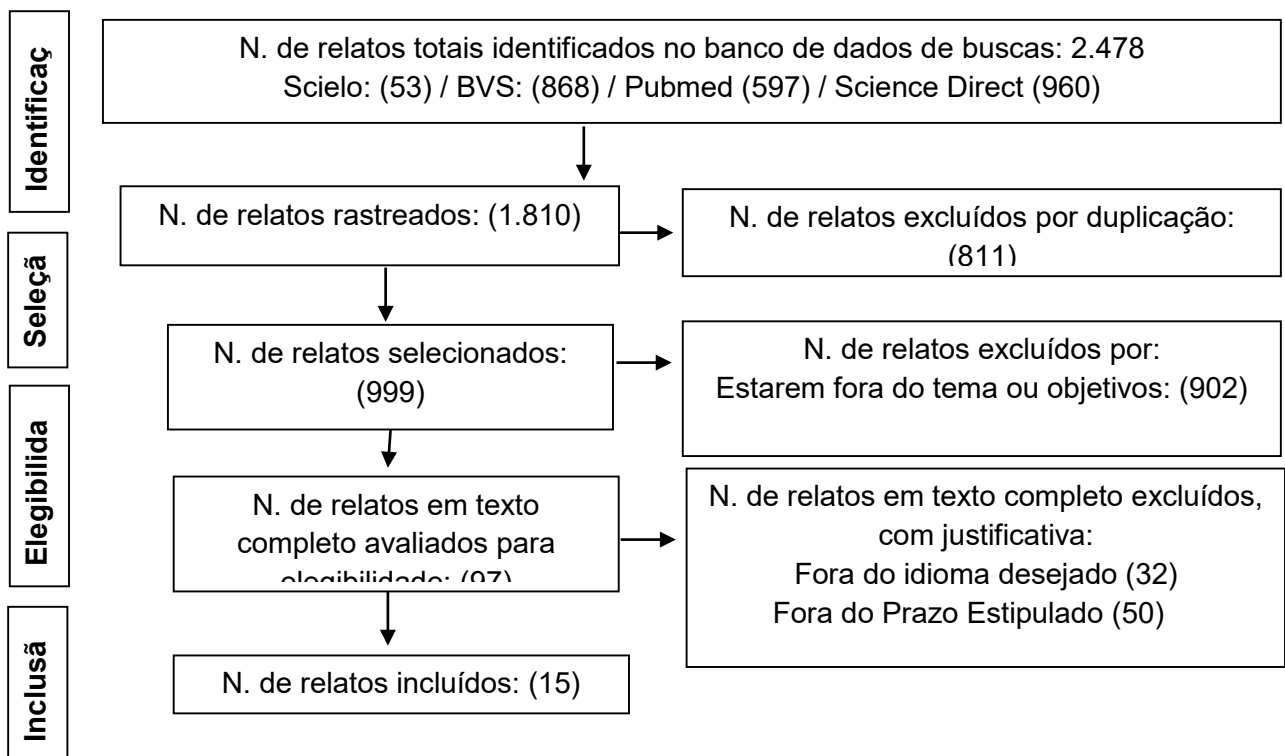 Identificaç
N. de relatos totais identificados no banco de dados de buscas: 2.478
Scielo: (53) / BVS: (868) / Pubmed (597) / Science Direct (960)
N. de relatos rastreados: (1.810)
N. de relatos excluídos por duplicação:
(811)
Seleçã
N. de relatos selecionados:
(999)
N. de relatos excluídos por:
Estarem fora do tema ou objetivos: (902)
Elegibilida
N. de relatos em texto
completo avaliados para
elegibilidade: (97)
N. de relatos em texto completo excluídos,
com justificativa:
Fora do idioma desejado (32)
Fora do Prazo Estipulado (50)
Inclusã
N. de relatos incluídos: (15)